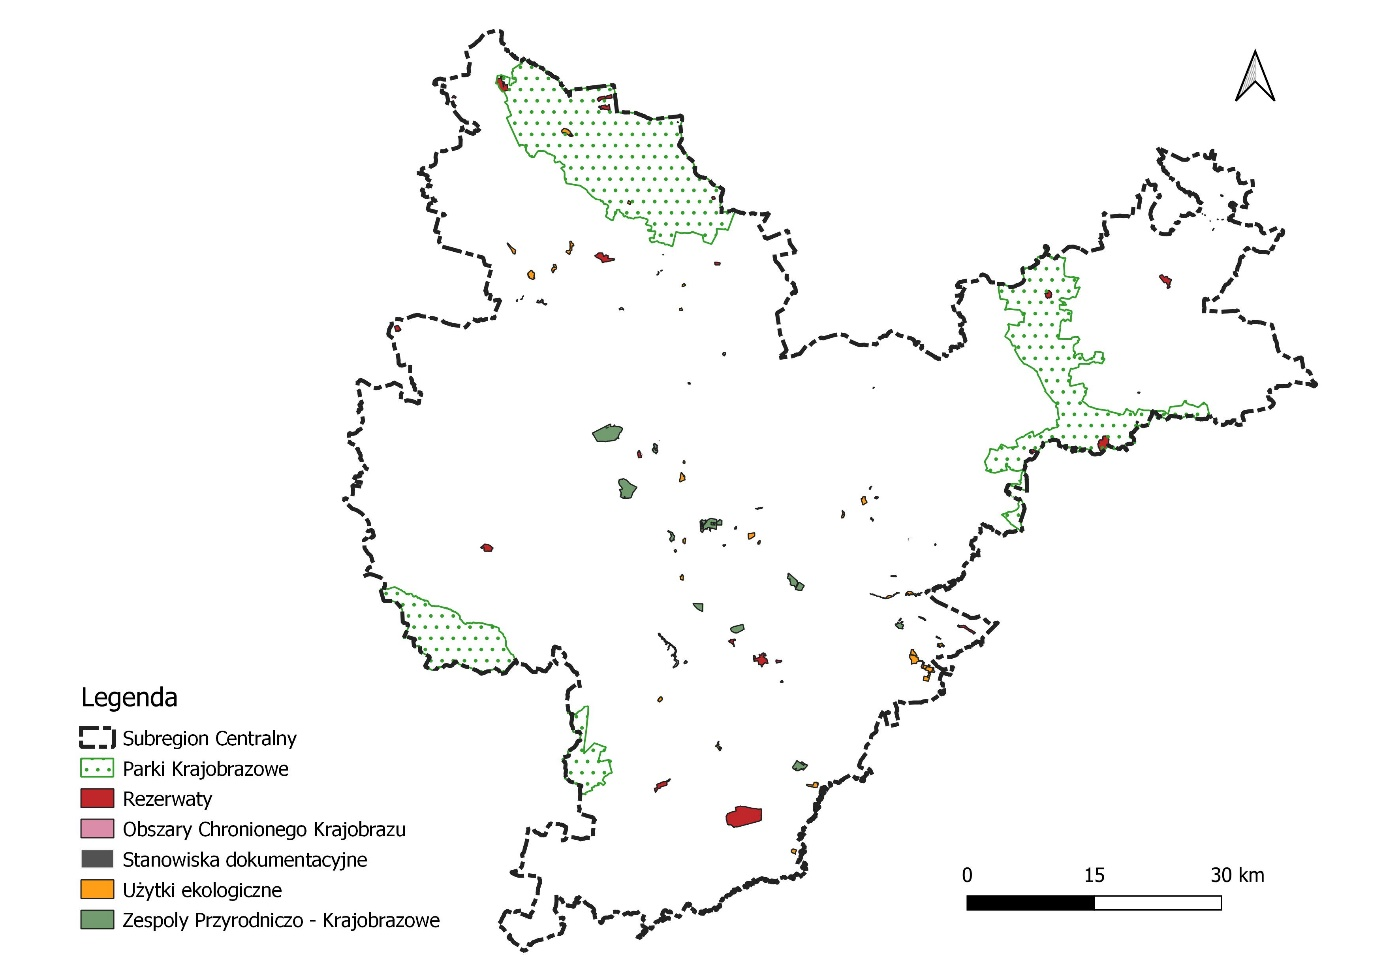 Legenda
Subregion Centralny
Parki Krajobrazowe
Rezerwaty
Obszary Chronionego Krajobrazu
Stanowiska dokumentacyjne
Użytki ekologiczne
Zespoly Przyrodniczo - Krajobrazowe
0 15 30 km